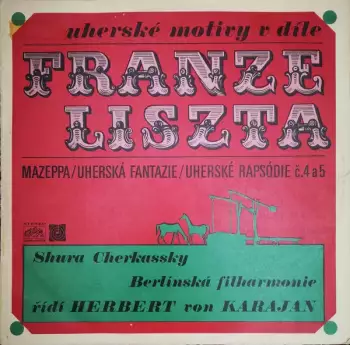 uherské motivy v díle
FRANZE
LISZTA
MAZEPPA/UHERSKÁ FANTAZIE/UHERSKÉ RAPSÓDIE č.4 a 5
Shura Cherkassky
Berlínská filharmonie
řídí HERBERT von KARAJAN